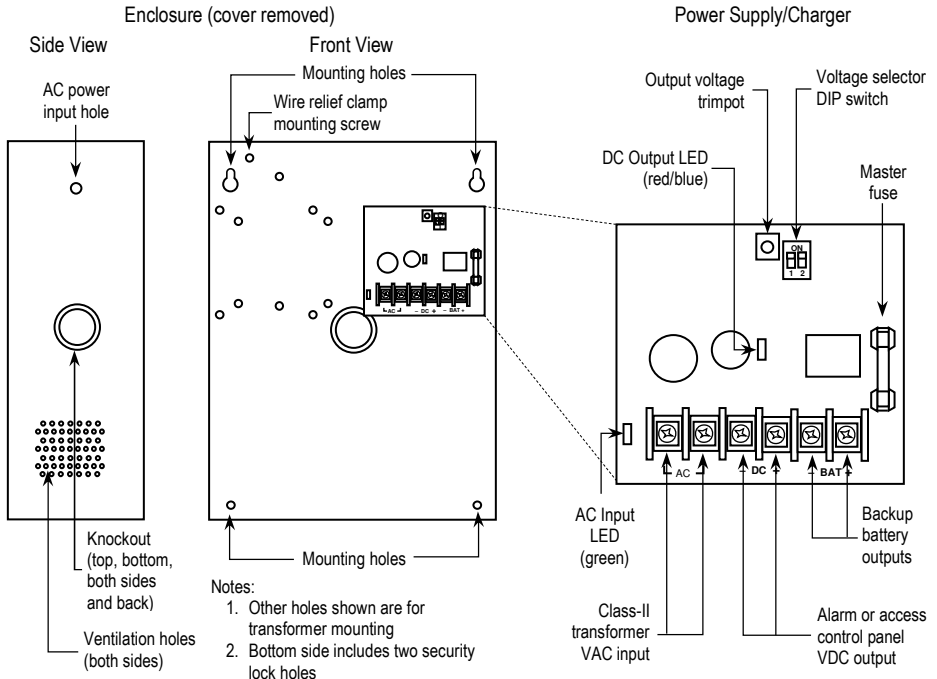 Enclosure (cover removed)
Power Supply/Charger
Side View
Front View
AC power
input hole
Mounting holes
Wire relief clamp
mounting screw
Output voltage
trimpot
Voltage selector
DIP switch
DC Output LED
(red/blue)
Master
fuse
ON
1 2
AC
- DC +
- BAT +
AC
- DC +
- BAT +
AC Input
LED
(green)
Backup
battery
outputs
Knockout
(top, bottom,
both sides
and back)
Mounting holes
Ventilation holes
(both sides)
Notes:
1. Other holes shown are for
transformer mounting
2. Bottom side includes two security
lock holes
Class-II
transformer
VAC input
Alarm or access
control panel
VDC output